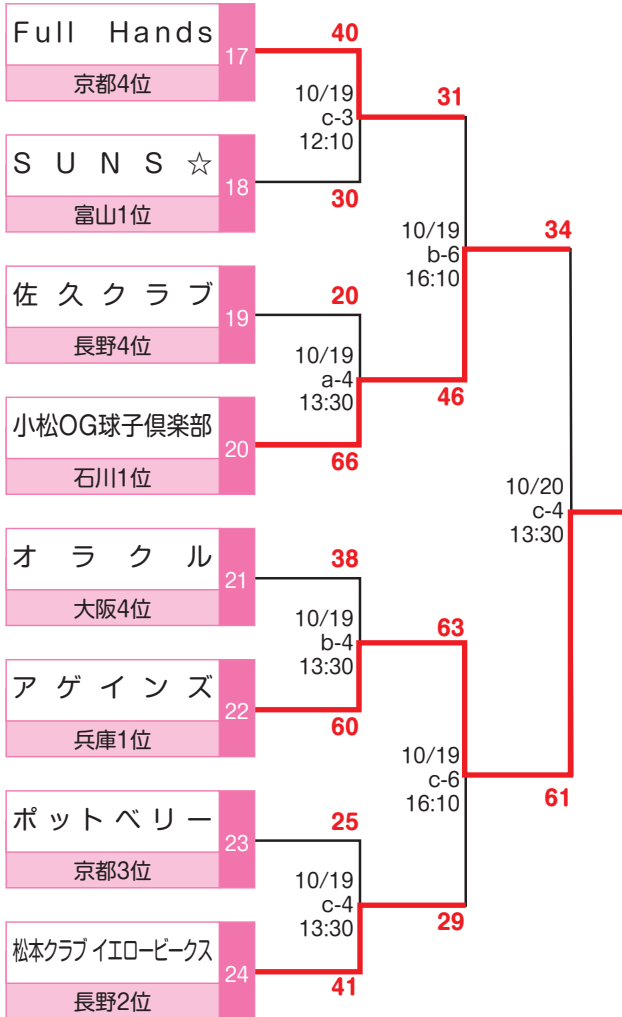 Full Hands
京都4位
17
40
10/19
c-3
12:10
31
SUNS☆
富山1位
18
30
10/19
b-6
16:10
34
佐久クラブ
長野4位
19
20
10/19
a-4
13:30
46
小松OG球子倶楽部
石川1位
20
66
10/20
c-4
13:30
オラクル
大阪4位
21
38
10/19
b-4
13:30
63
アゲインズ
兵庫1位
22
60
10/19
c-6
16:10
61
ポットベリー
京都3位
23
25
10/19
c-4
13:30
29
松本クラブ イエロービークス
長野2位
24
41